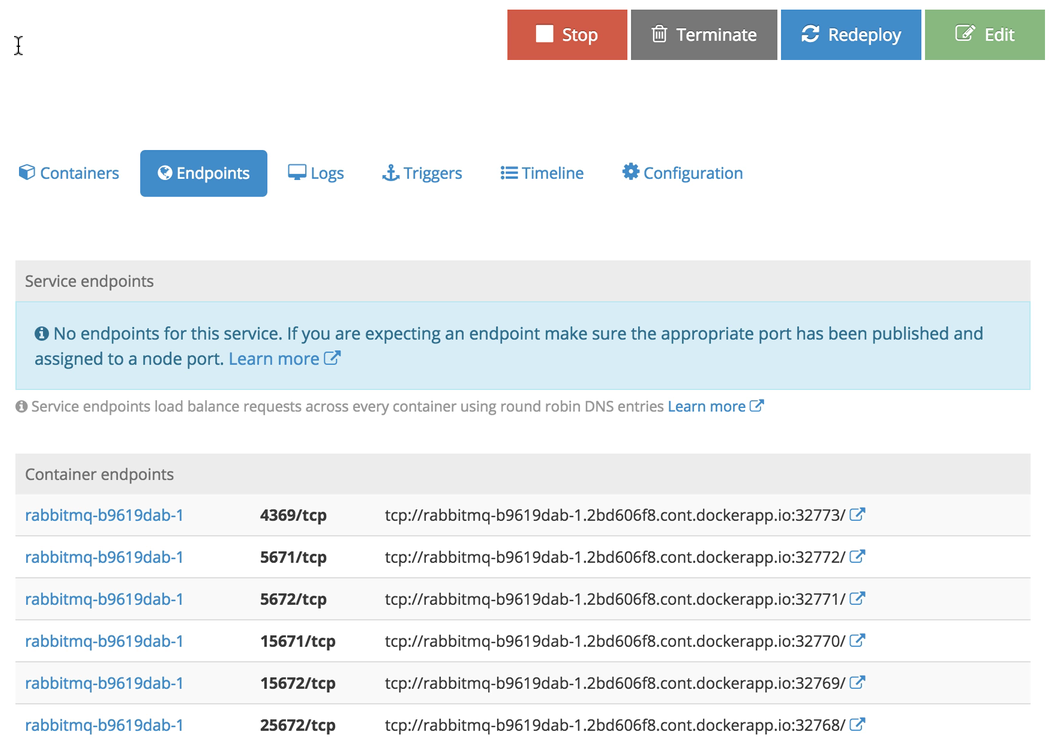 Stop Terminate Redeploy Edit
Containers Endpoints Logs Triggers Timeline Configuration
Service endpoints
No endpoints for this service. If you are expecting an endpoint make sure the appropriate port has been published and
assigned to a node port. Learn more
Service endpoints load balance requests across every container using round robin DNS entries Learn more
Container endpoints
rabbitmq-b9619dab-1 4369/tcp tcp://rabbitmq-b9619dab-1.2bd606f8.cont.dockerapp.io:32773/
rabbitmq-b9619dab-1 5671/tcp tcp://rabbitmq-b9619dab-1.2bd606f8.cont.dockerapp.io:32772/
rabbitmq-b9619dab-1 5672/tcp tcp://rabbitmq-b9619dab-1.2bd606f8.cont.dockerapp.io:32771/
rabbitmq-b9619dab-1 15671/tcp tcp://rabbitmq-b9619dab-1.2bd606f8.cont.dockerapp.io:32770/
rabbitmq-b9619dab-1 15672/tcp tcp://rabbitmq-b9619dab-1.2bd606f8.cont.dockerapp.io:32769/
rabbitmq-b9619dab-1 25672/tcp tcp://rabbitmq-b9619dab-1.2bd606f8.cont.dockerapp.io:32768/